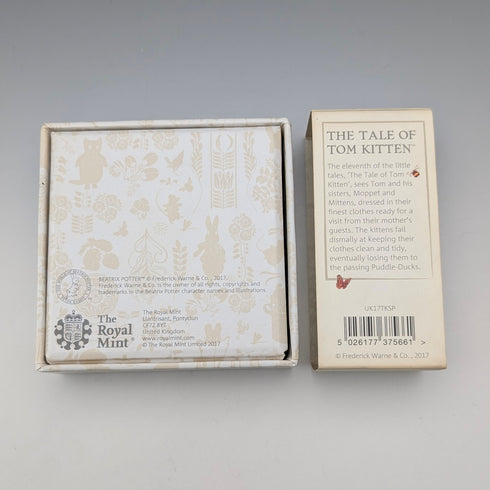 BEATRIX POTTER™ © Frederick Warne & Co., 2017.
Frederick Warne & Co. is the owner of all rights, copyrights and
trademarks in the Beatrix Potter character names and illustrations.
The
Royal
Mint®
The Royal Mint
Llantrisant, Pontyclun
CF72 8YT
United Kingdom
www.royalmint.com
© The Royal Mint Limited 2017
THE TALE OF
TOM KITTEN™
The eleventh of the little
tales, 'The Tale of Tom
Kitten', sees Tom and his
sisters, Moppet and
Mittens, dressed in their
finest clothes ready for a
visit from their mother's
guests. The kittens fail
dismally at keeping their
clothes clean and tidy,
eventually losing them to
the passing Puddle-Ducks.
UK17TKSP
5 026177 375661 >
© Frederick Warne & Co., 2017